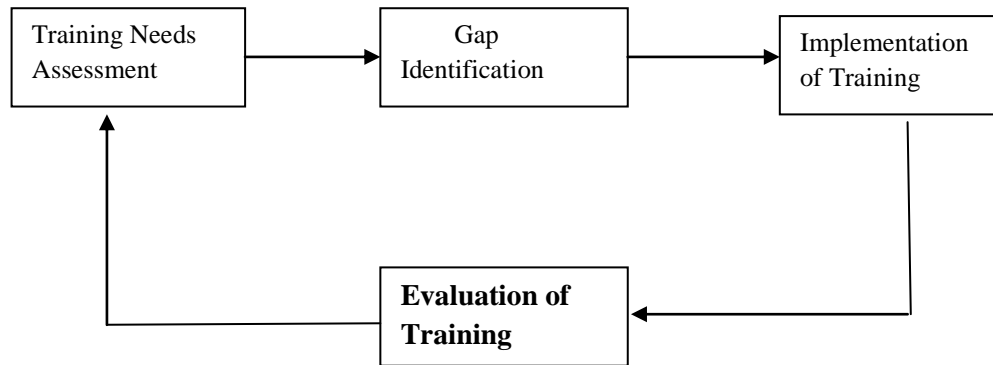 Training Needs
Assessment
Gap
Identification
Implementation
of Training
Evaluation of
Training